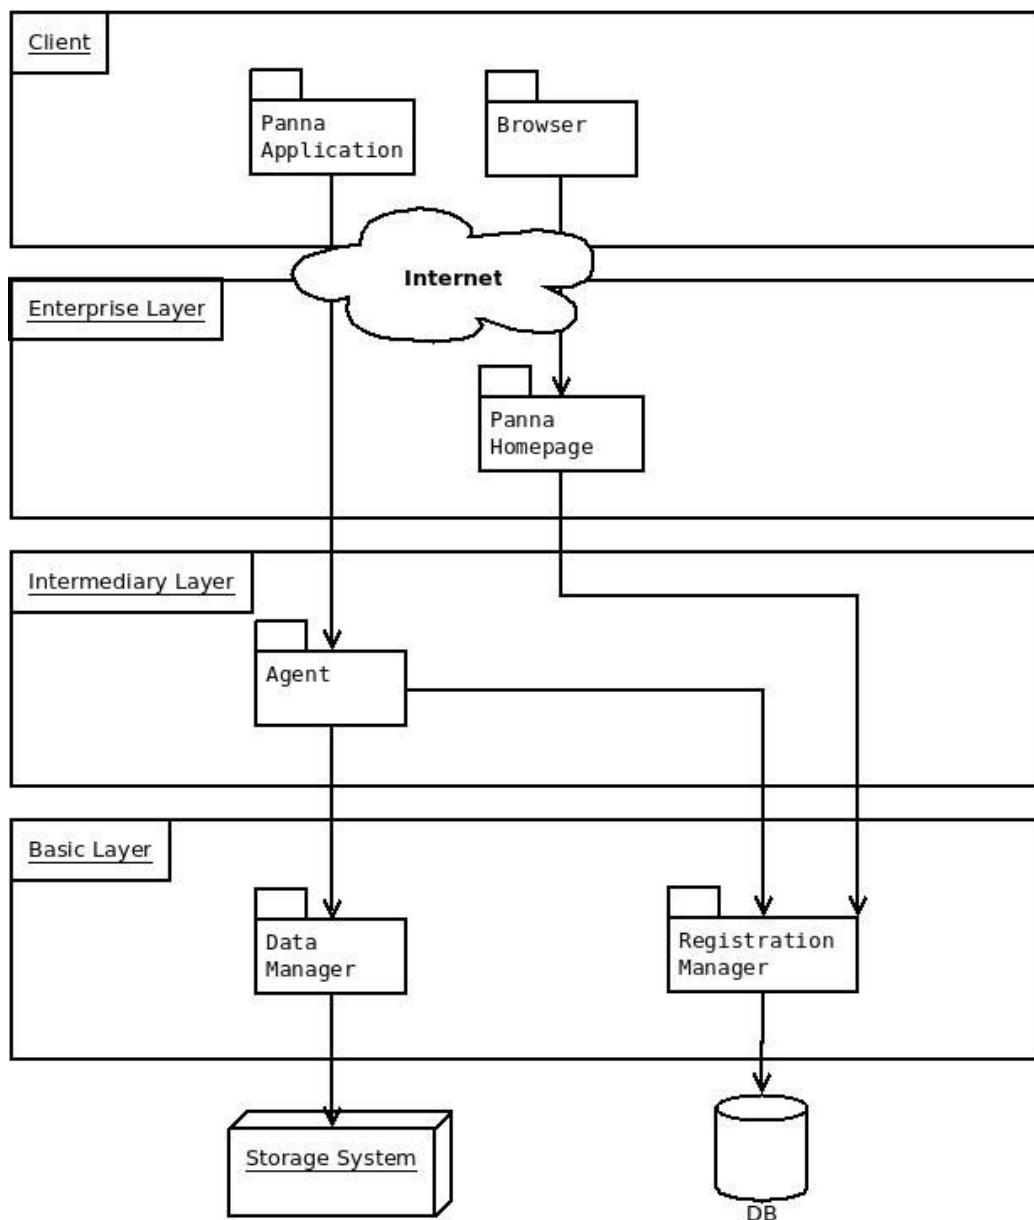 Client
Panna
Application
Browser
Internet
Enterprise Layer
Panna
Homepage
Intermediary Layer
Agent
Basic Layer
Data
Manager
Registration
Manager
Storage System
DB